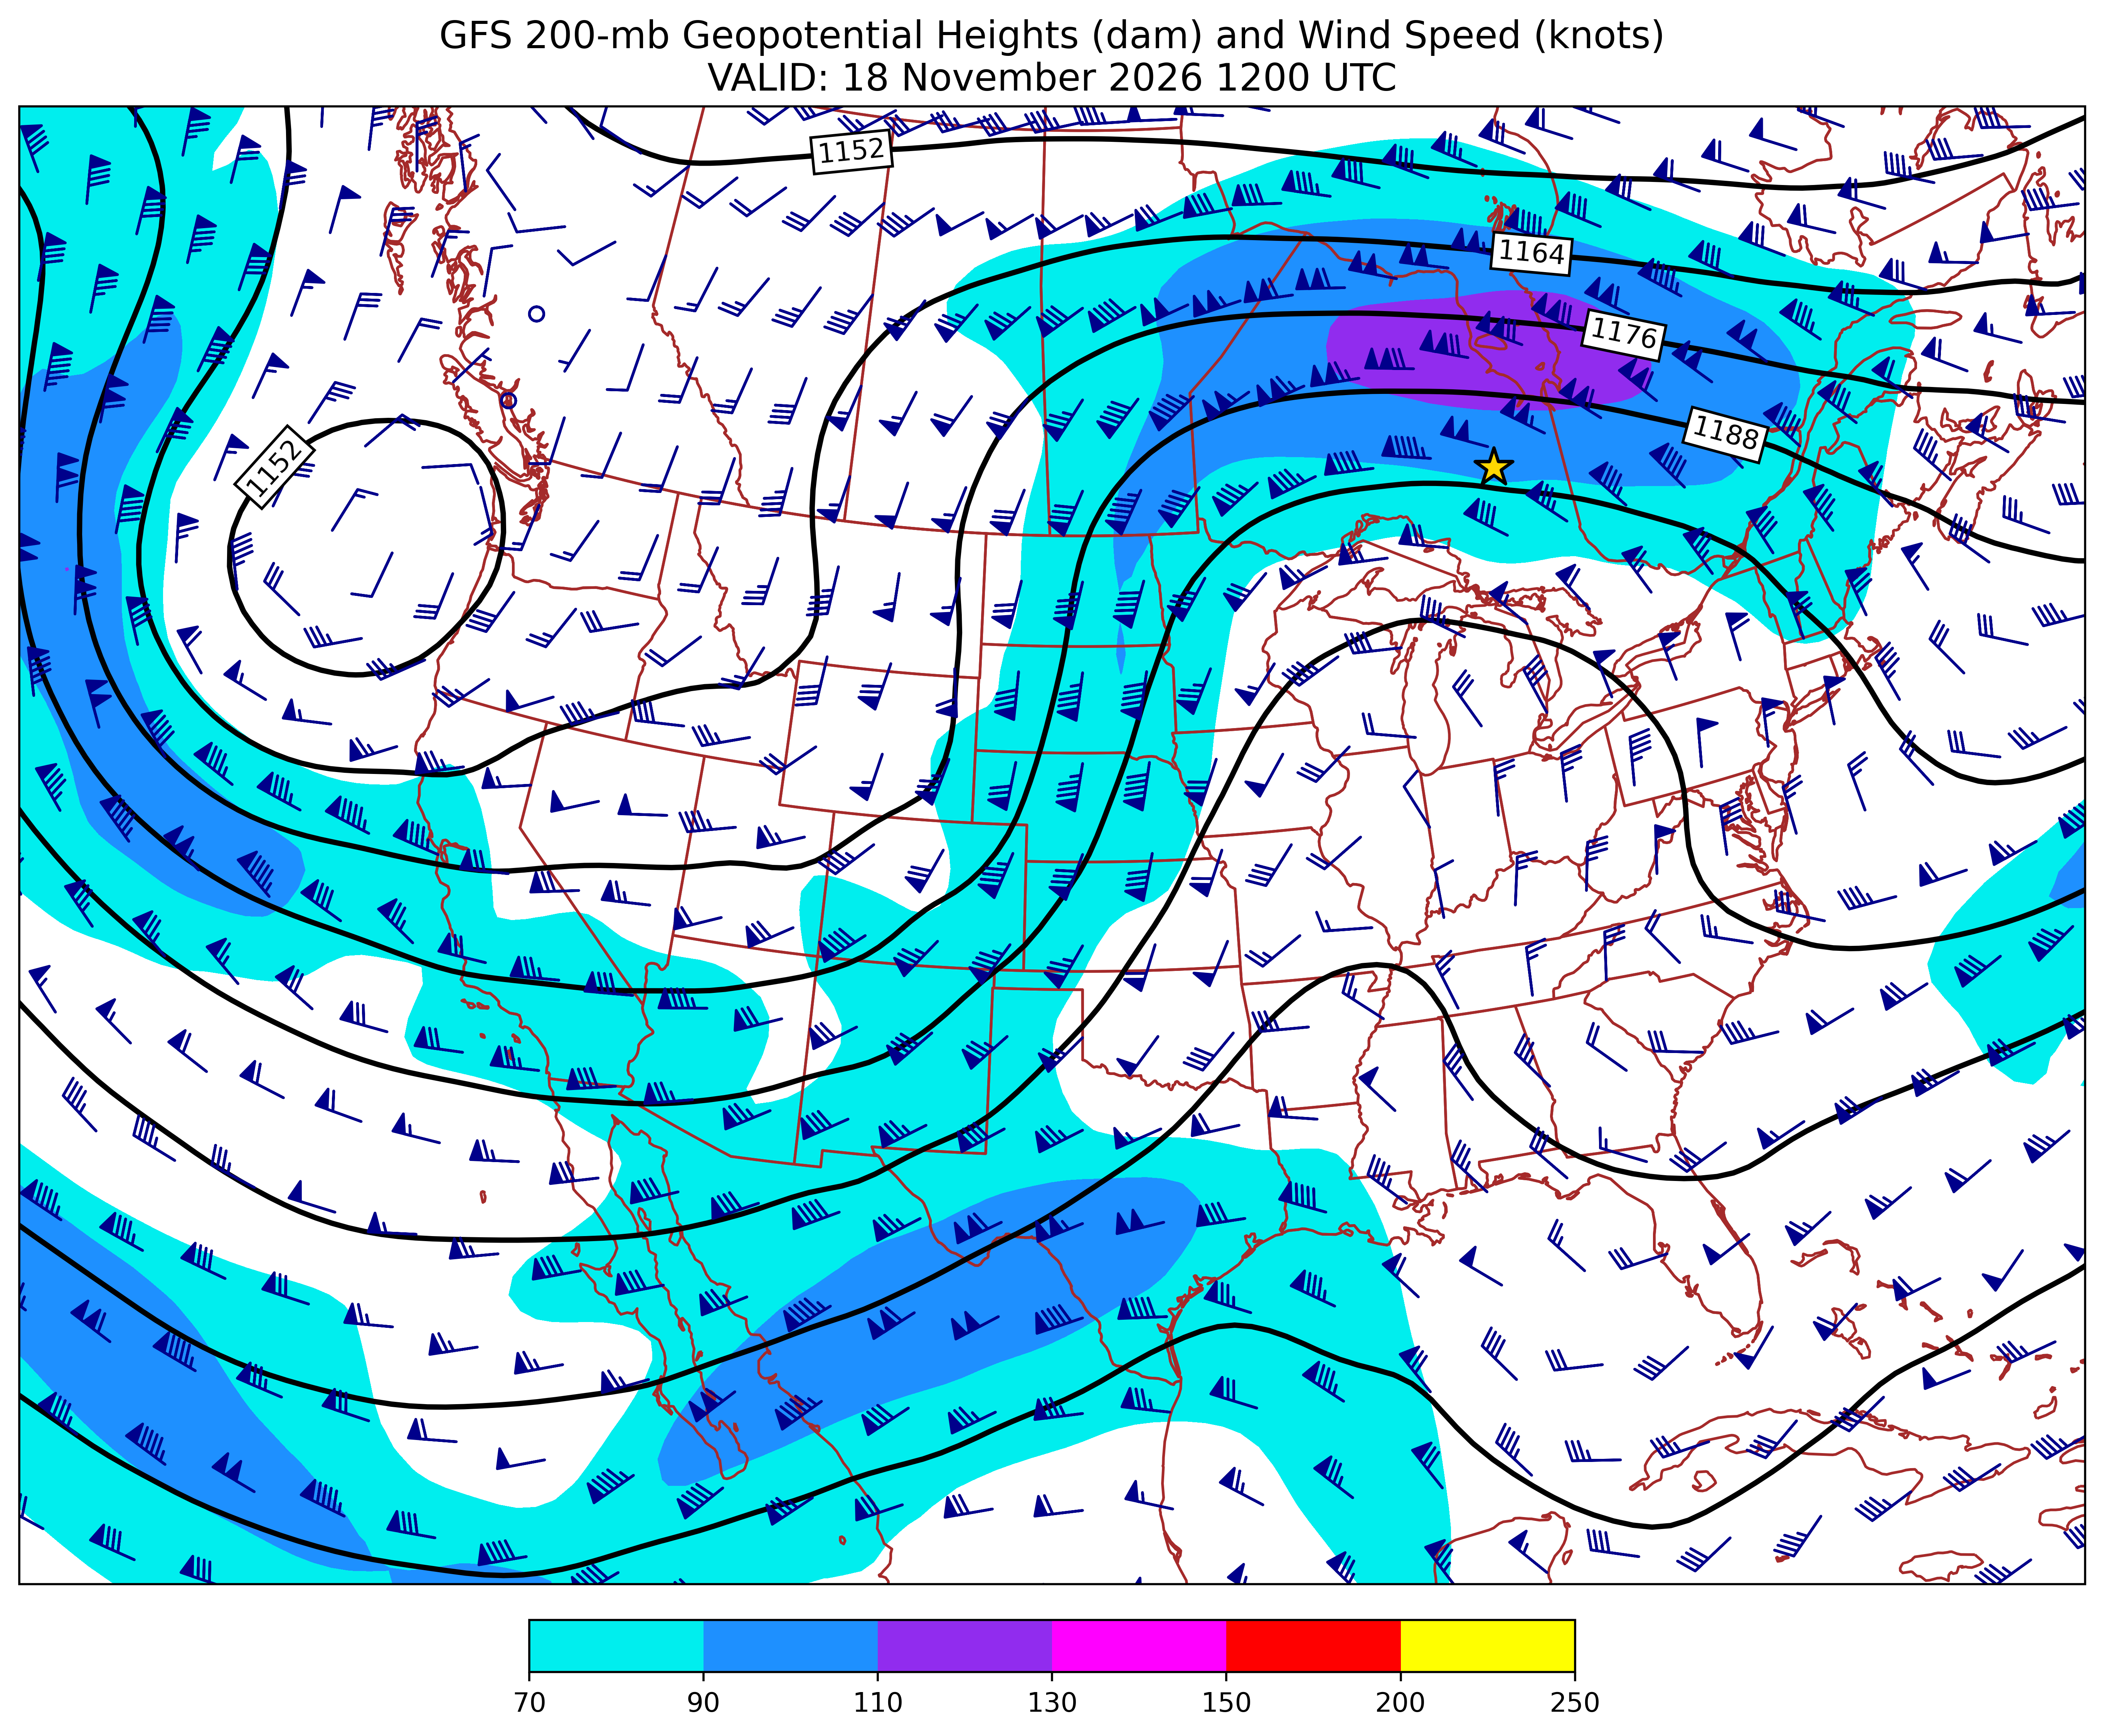 GFS 200-mb Geopotential Heights (dam) and Wind Speed (knots)
VALID: 18 November 2026 1200 UTC
1152
1164
1176
1188
1152
70 90 110 130 150 200 250